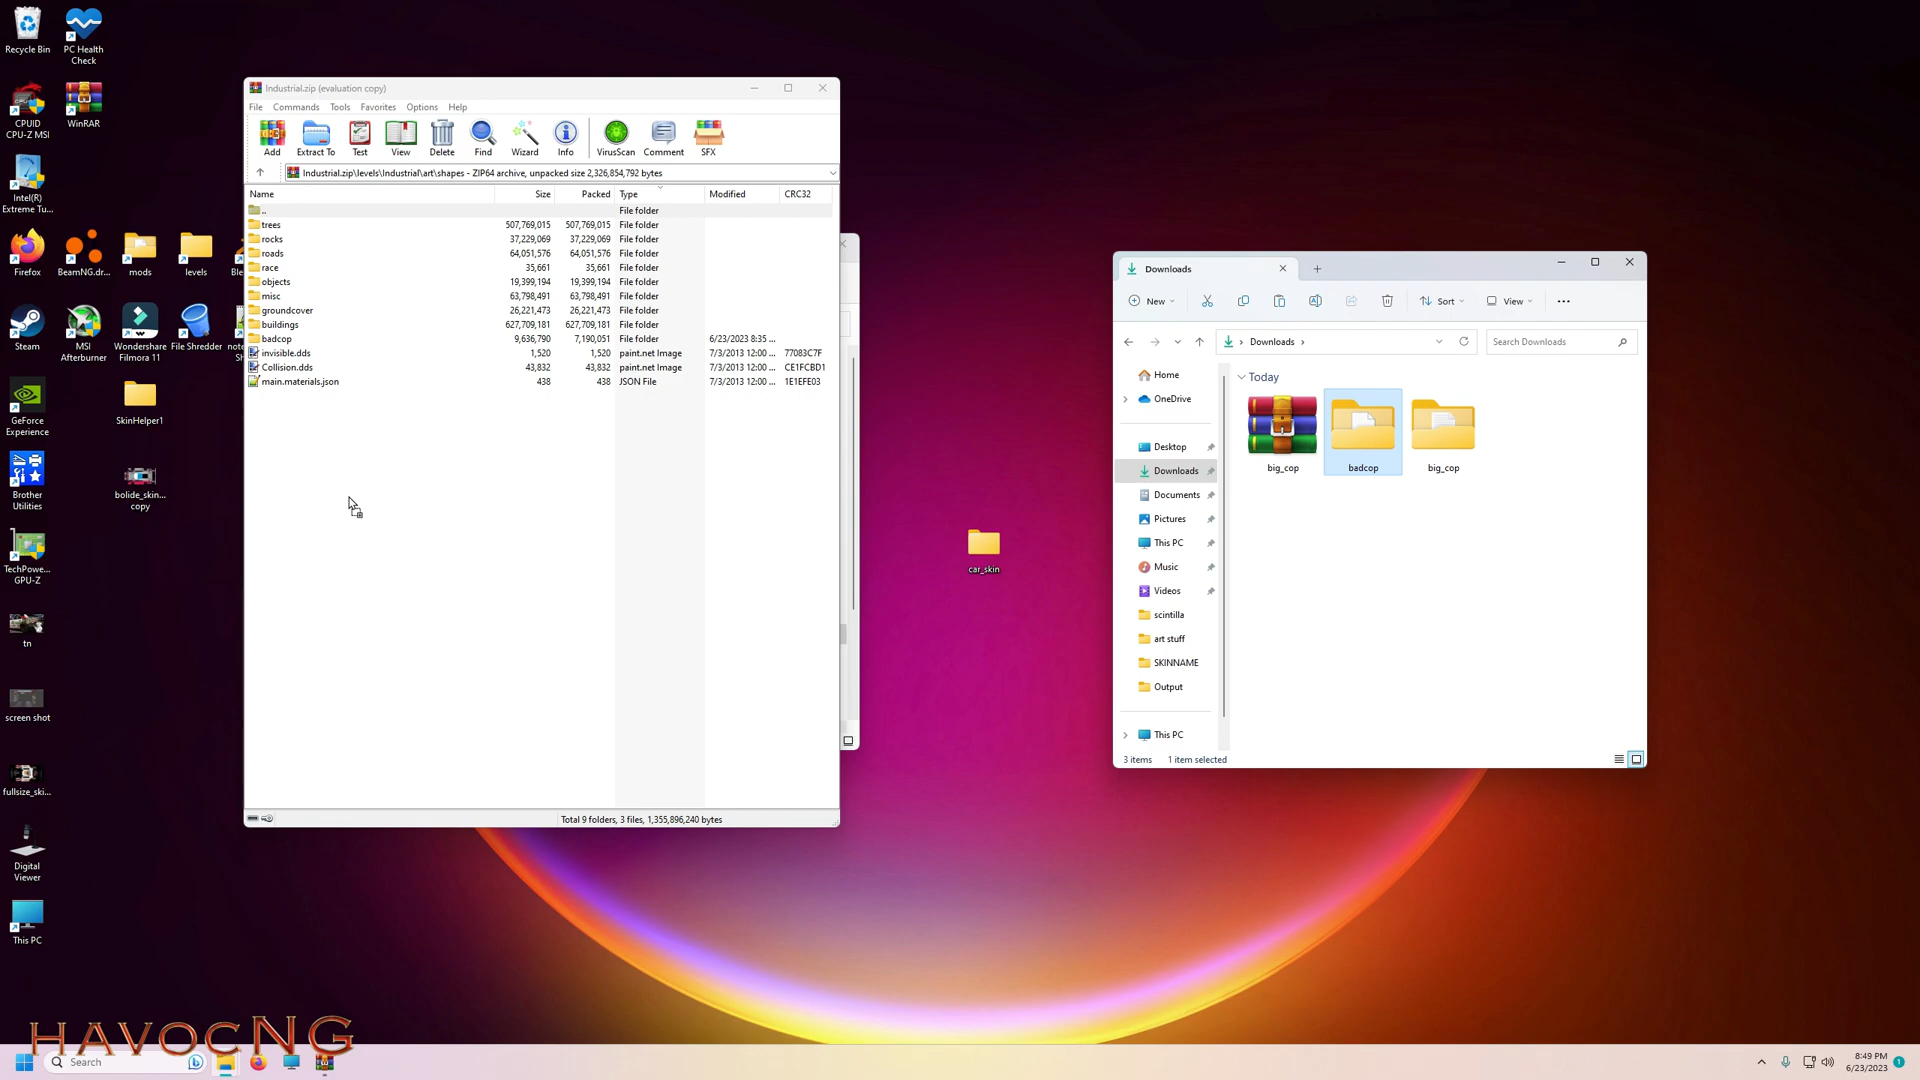 Recycle Bin
PC Health
Check
CPUID
CPU-Z MSI
WinRAR
Intel(R)
Extreme Tu...
Firefox
BeamNG.dr...
mods
levels
Ble
Steam
MSI
Afterburner
Wondershare
Filmora 11
File Shredder
GeForce
Experience
SkinHelper1
Brother
Utilities
bolide_skin...
copy
TechPowe...
GPU-Z
tn
screen shot
fullsize_ski...
Digital
Viewer
This PC
Industrial.zip (evaluation copy)
File Commands Tools Favorites Options Help
Add Extract To Test View Delete Find Wizard Info VirusScan Comment SFX
Industrial.zip\levels\Industrial\art\shapes - ZIP64 archive, unpacked size 2,326,854,792 bytes
Name Size Packed Type Modified CRC32
.. File folder
trees 507,769,015 507,769,015 File folder
rocks 37,229,069 37,229,069 File folder
roads 64,051,576 64,051,576 File folder
race 35,661 35,661 File folder
objects 19,399,194 19,399,194 File folder
misc 63,798,491 63,798,491 File folder
groundcover 26,221,473 26,221,473 File folder
buildings 627,709,181 627,709,181 File folder
badcop 9,636,790 7,190,051 File folder 6/23/2023 8:35 ...
invisible.dds 1,520 1,520 paint.net Image 7/3/2013 12:00 ... 77083C7F
Collision.dds 43,832 43,832 paint.net Image 7/3/2013 12:00 ... CE1FCBD1
main.materials.json 438 438 JSON File 7/3/2013 12:00 ... 1E1EFE03
Total 9 folders, 3 files, 1,355,896,240 bytes
car_skin
Downloads
New Sort View
Downloads
Search Downloads
Home
OneDrive
Desktop
Downloads
Documents
Pictures
This PC
Music
Videos
scintilla
art stuff
SKINNAME
Output
This PC
Today
big_cop badcop big_cop
3 items 1 item selected
HAVOCNG
Search
8:49 PM
6/23/2023
1